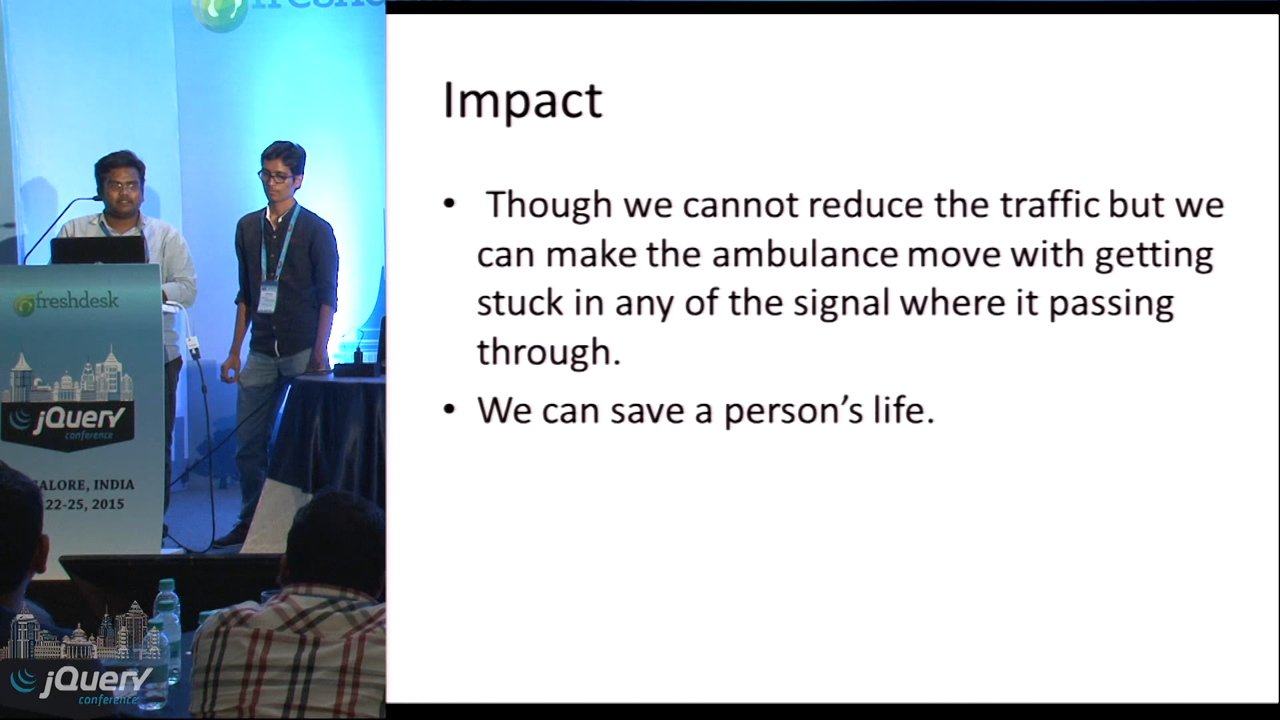 freshdesk
jQuery
conference
ALORE, INDIA
22-25, 2015
jQuery
conference
Impact
• Though we cannot reduce the traffic but we
can make the ambulance move with getting
stuck in any of the signal where it passing
through.
• We can save a person’s life.